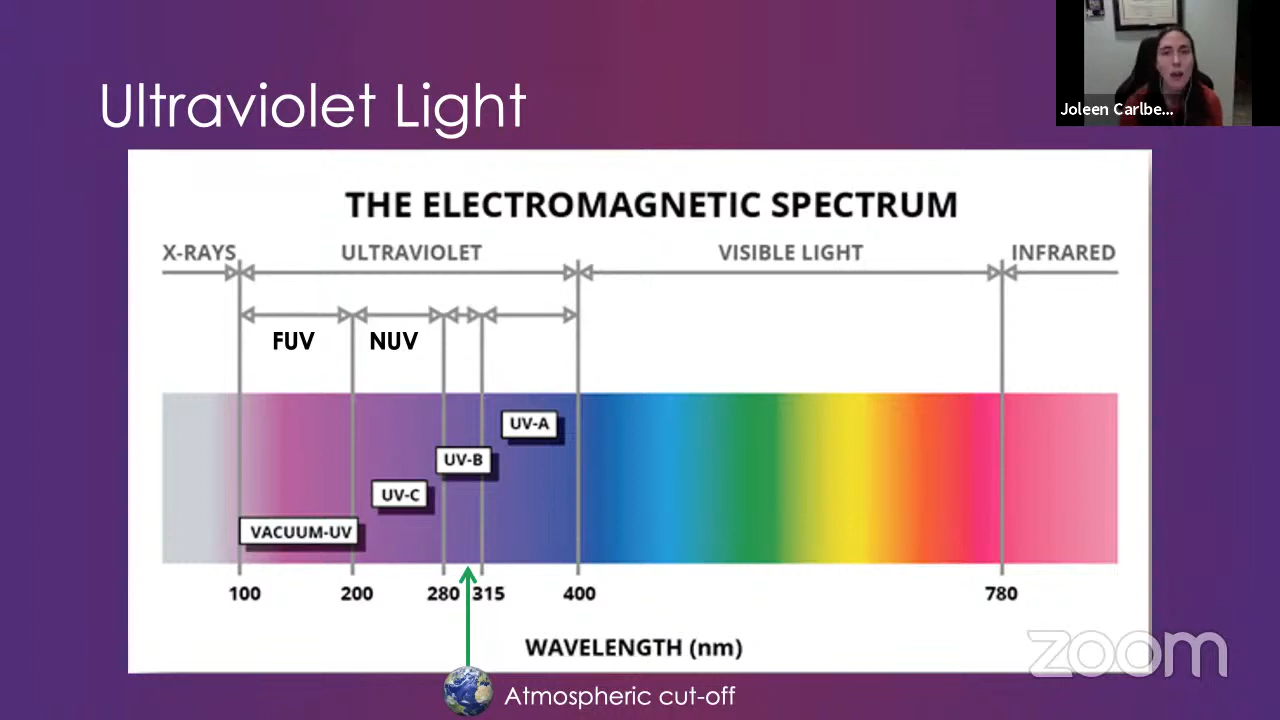 Ultraviolet Light
Joleen Carlbe...
THE ELECTROMAGNETIC SPECTRUM
X-RAYS ULTRAVIOLET VISIBLE LIGHT INFRARED
FUV NUV
UV-A
UV-B
UV-C
VACUUM-UV
100 200 280 315 400 780
WAVELENGTH (nm)
zoom
Atmospheric cut-off